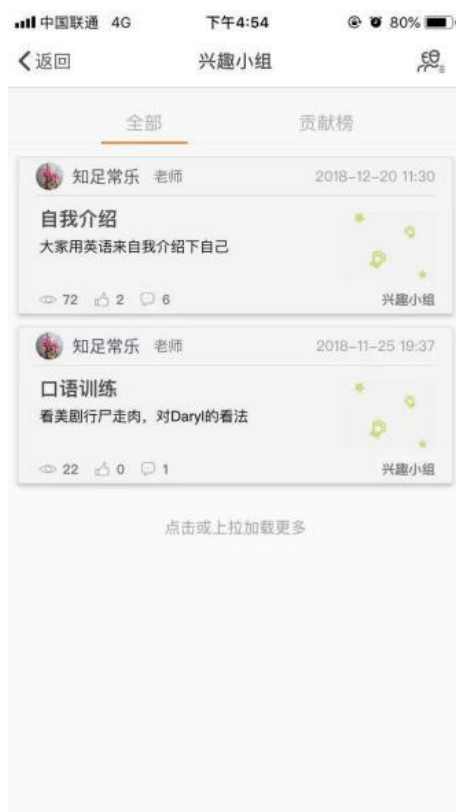 中国联通 4G 下午4:54 80%
返回 兴趣小组
全部 贡献榜
知足常乐 老师 2018-12-20 11:30
自我介绍
大家用英语来自我介绍下自己
72 2 6 兴趣小组
知足常乐 老师 2018-11-25 19:37
口语训练
看美剧行尸走肉，对Daryl的看法
22 0 1 兴趣小组
点击或上拉加载更多